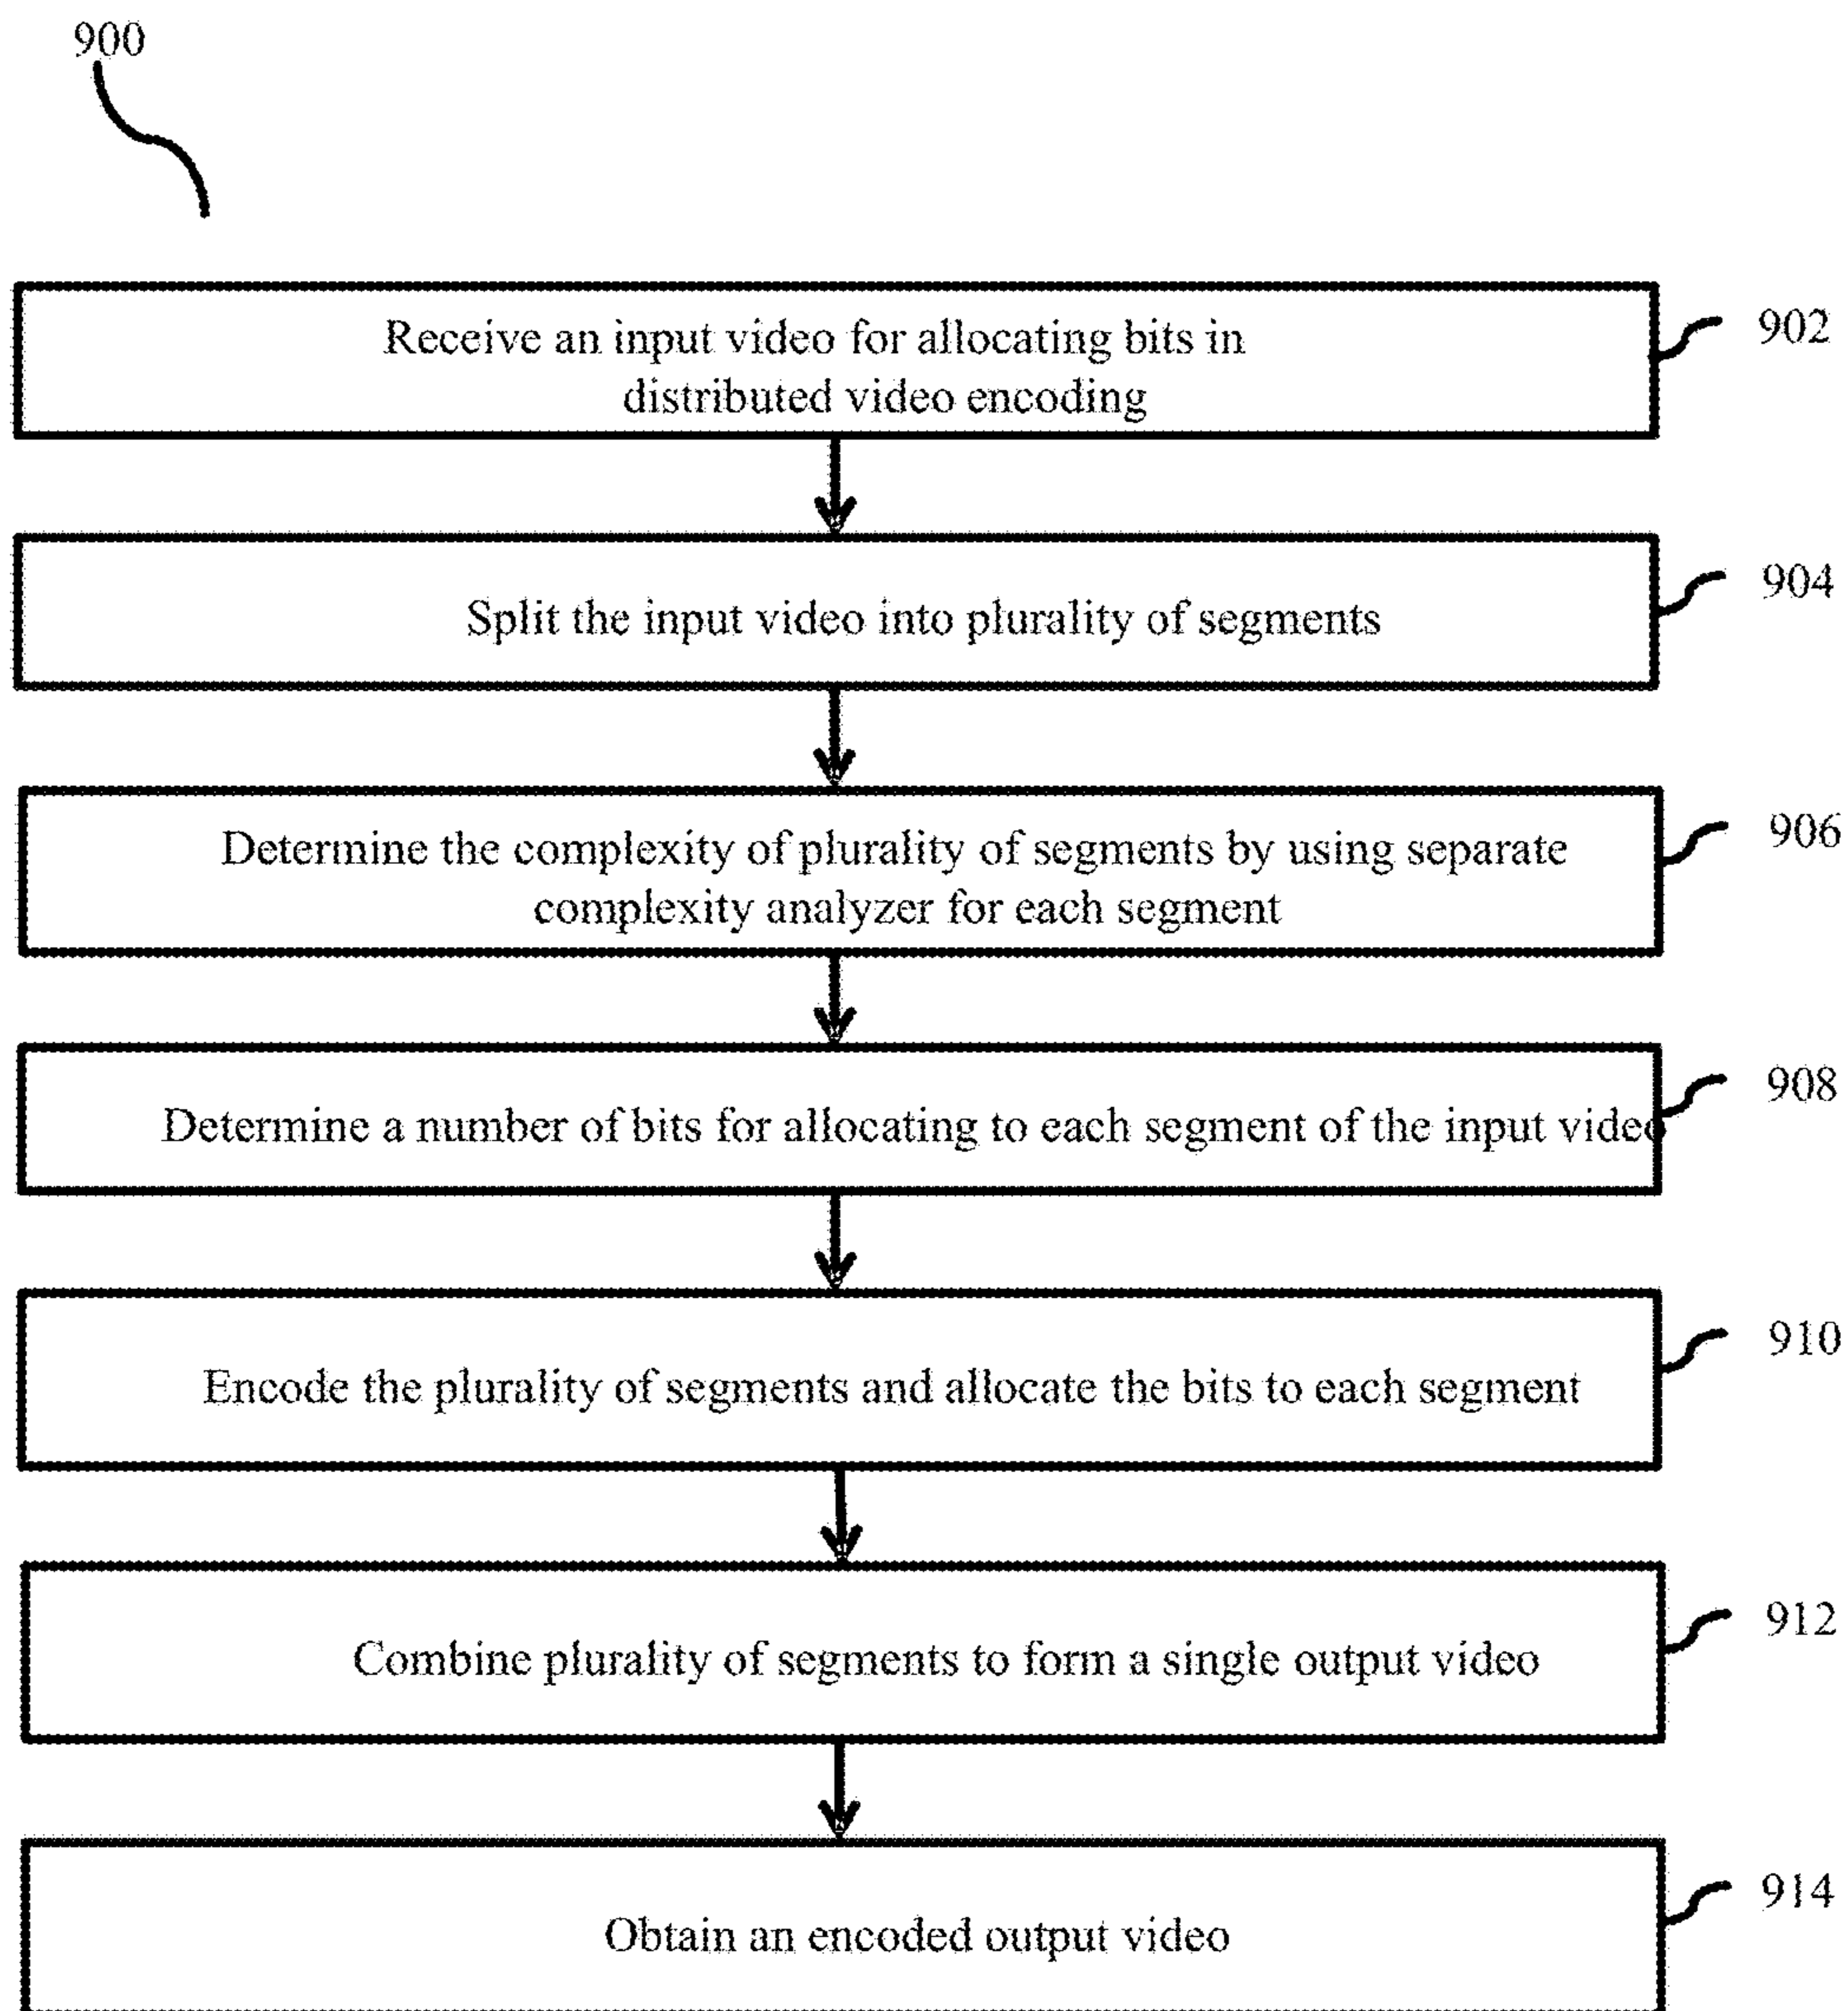 900
Receive an input video for allocating bits in
distributed video encoding
902
Split the input video into plurality of segments
904
Determine the complexity of plurality of segments by using separate
complexity analyzer for each segment
906
Determine a number of bits for allocating to each segment of the input video
908
Encode the plurality of segments and allocate the bits to each segment
910
Combine plurality of segments to form a single output video
912
Obtain an encoded output video
914